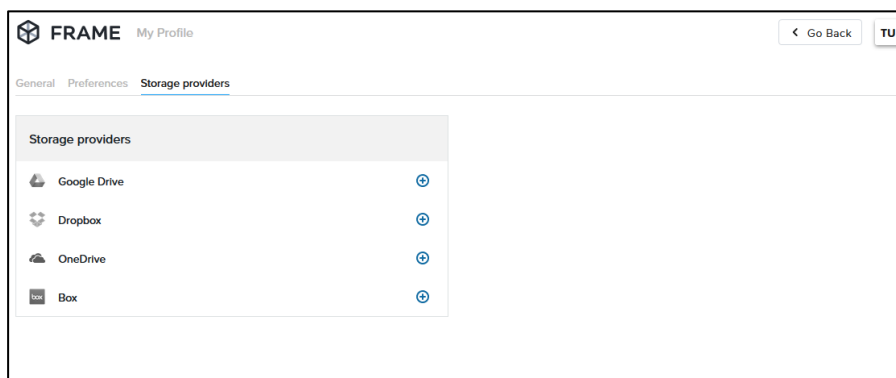 FRAME My Profile Go Back TU
General Preferences Storage providers
Storage providers
Google Drive
Dropbox
OneDrive
box Box